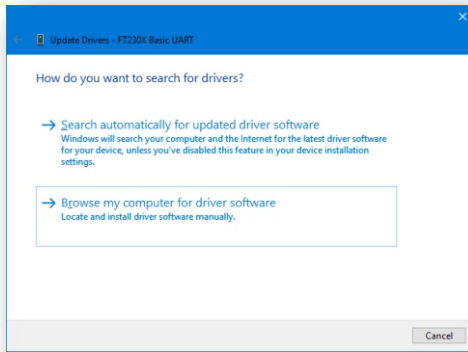 Update Drivers - FT230X Basic UART
How do you want to search for drivers?
Search automatically for updated driver software
Windows will search your computer and the Internet for the latest driver software
for your device, unless you've disabled this feature in your device installation
settings.
Browse my computer for driver software
Locate and install driver software manually.
Cancel